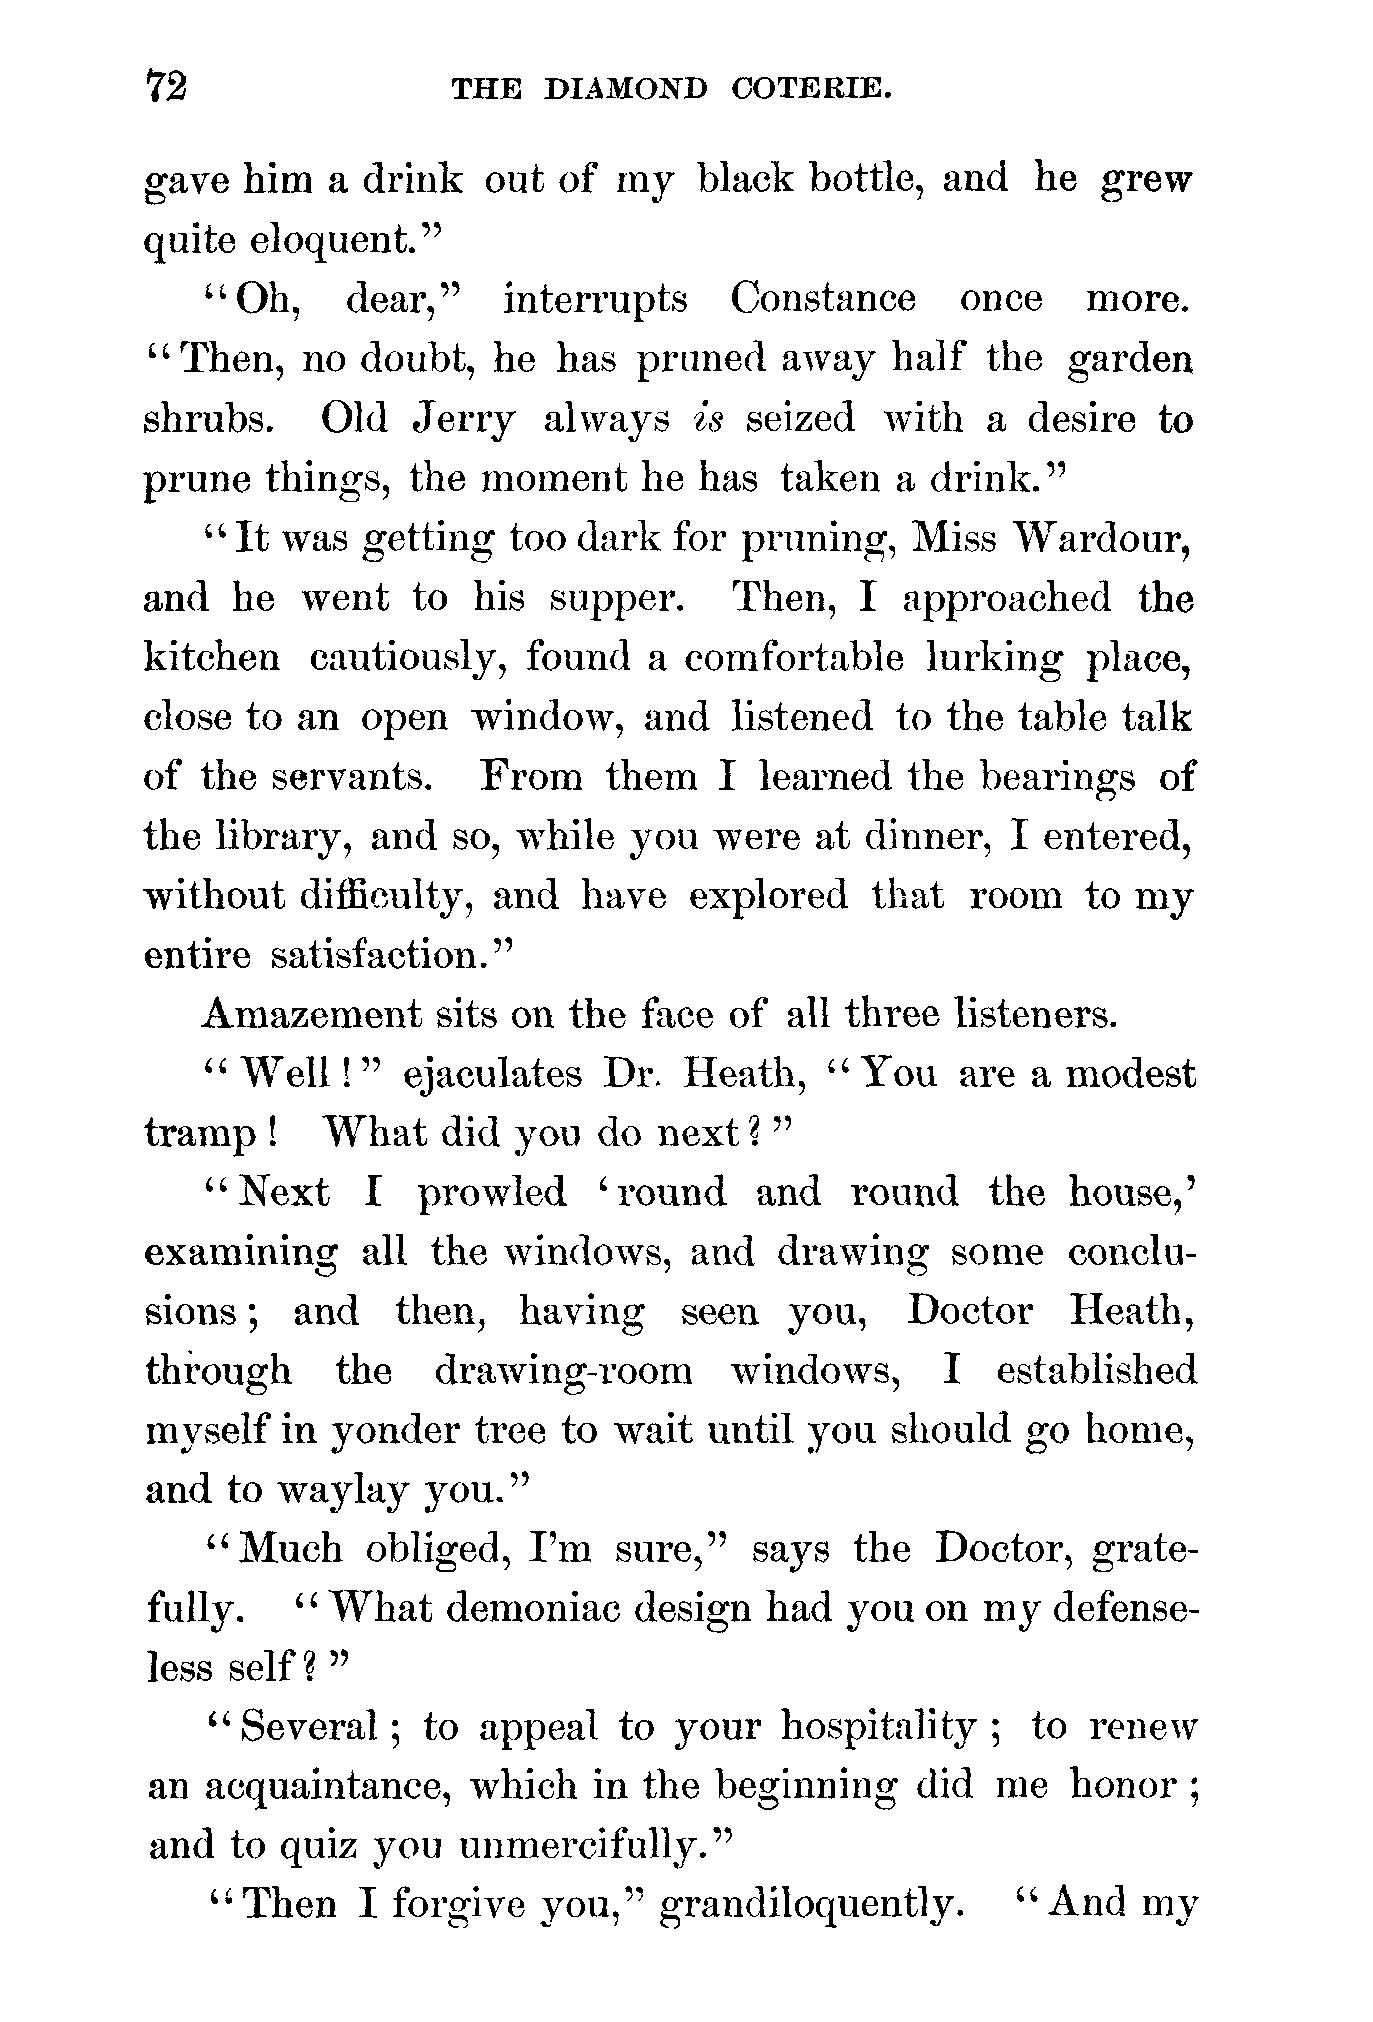 72 THE DIAMOND COTERIE.
gave him a drink out of my black bottle, and he grew
quite eloquent."
"Oh, dear," interrupts Constance once more.
"Then, no doubt, he has pruned away half the garden
shrubs. Old Jerry always is seized with a desire to
prune things, the moment he has taken a drink."
"It was getting too dark for pruning, Miss Wardour,
and he went to his supper. Then, I approached the
kitchen cautiously, found a comfortable lurking place,
close to an open window, and listened to the table talk
of the servants. From them I learned the bearings of
the library, and so, while you were at dinner, I entered,
without difficulty, and have explored that room to my
entire satisfaction."
Amazement sits on the face of all three listeners.
"Well!" ejaculates Dr. Heath, "You are a modest
tramp! What did you do next?"
"Next I prowled 'round and round the house,'
examining all the windows, and drawing some conclu-
sions; and then, having seen you, Doctor Heath,
through the drawing-room windows, I established
myself in yonder tree to wait until you should go home,
and to waylay you."
"Much obliged, I'm sure," says the Doctor, grate-
fully. "What demoniac design had you on my defense-
less self?"
"Several; to appeal to your hospitality; to renew
an acquaintance, which in the beginning did me honor;
and to quiz you unmercifully."
"Then I forgive you," grandiloquently. "And my